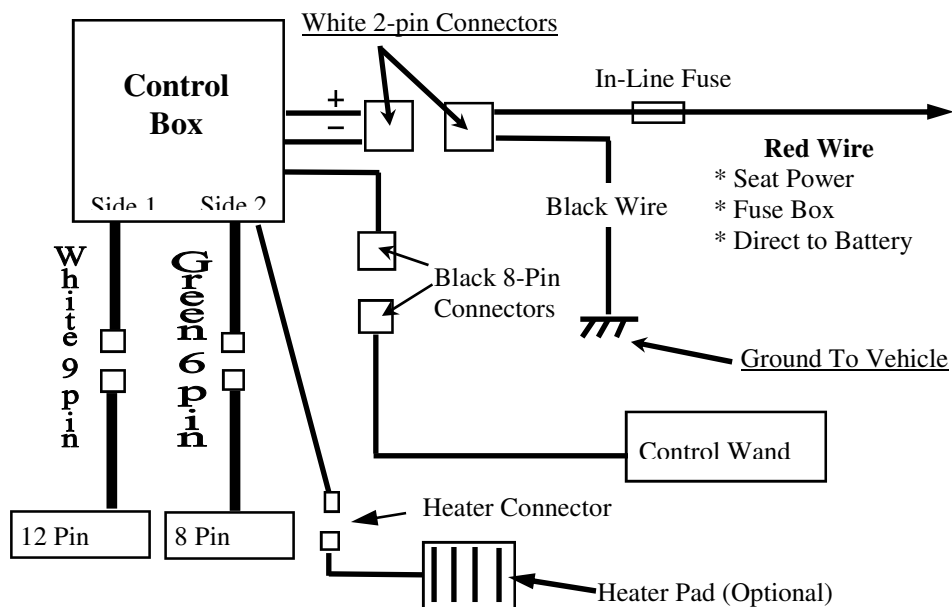 White 2-pin Connectors
Control
Box
+
−
In-Line Fuse
Red Wire
* Seat Power
* Fuse Box
* Direct to Battery
Side 1
Side 2
Black Wire
White 9 pin
Green 6 pin
Black 8-Pin
Connectors
Ground To Vehicle
Control Wand
Heater Connector
12 Pin
8 Pin
Heater Pad (Optional)